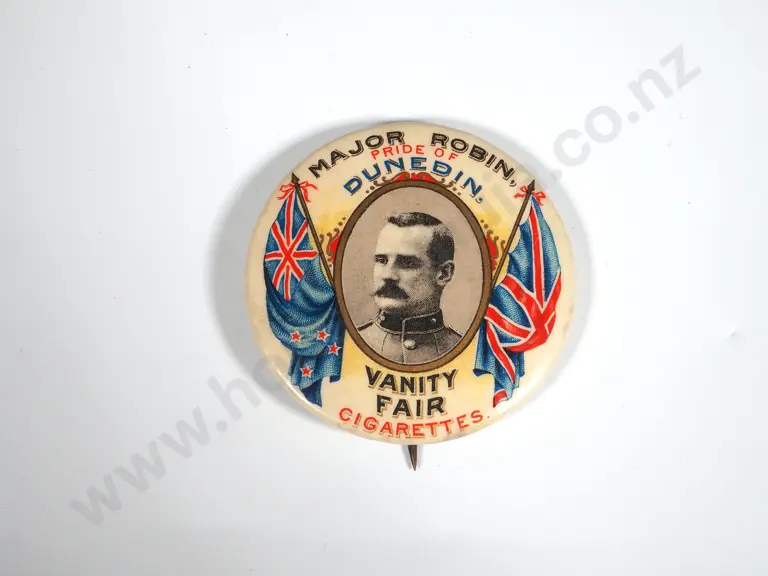 MAJOR ROBIN,
PRIDE OF
DUNEDIN.
VANITY
FAIR
CIGARETTES.